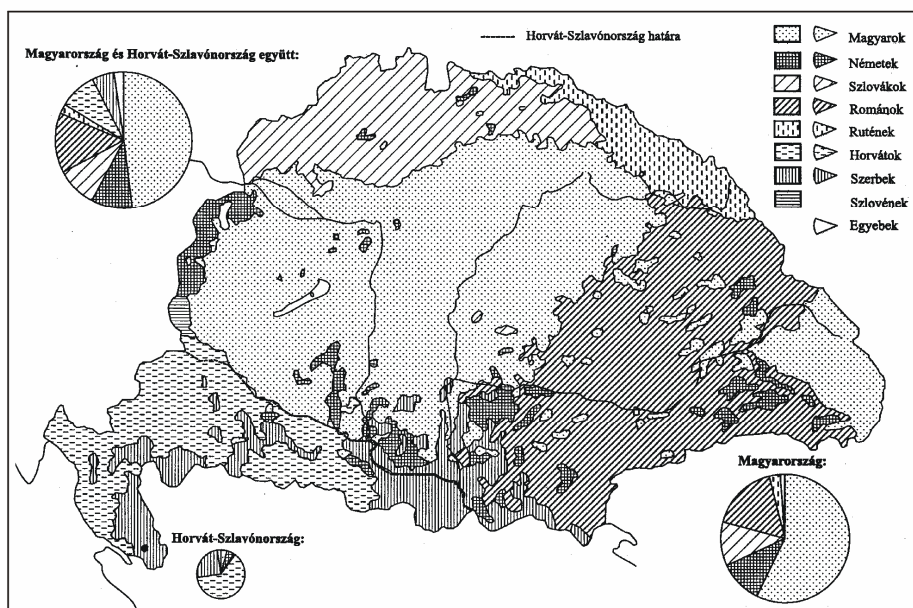 Magyarország és Horvát-Szlavónország együtt:
Horvát-Szlavónország határa
Magyarok
Németek
Szlovákok
Románok
Rutének
Horvátok
Szerbek
Szlovének
Egyebek
Magyarország:
Horvát-Szlavónország: